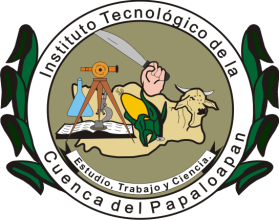 Instituto Tecnológico de la
Estudio, Trabajo y Ciencia.
Cuenca del Papaloapan